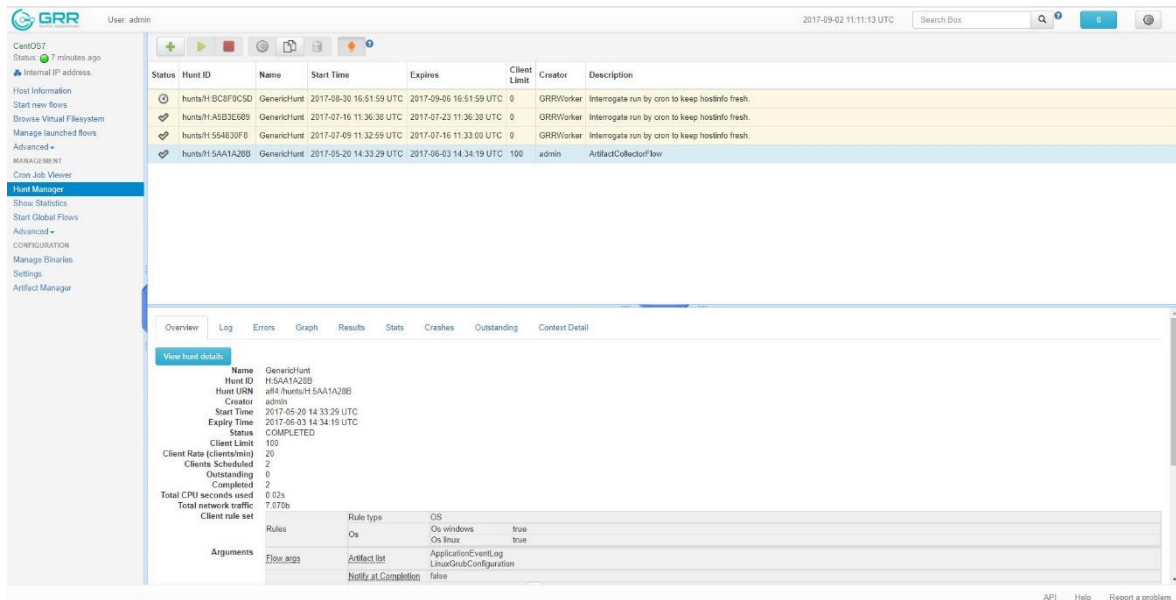 GRR
User: admin
2017-09-02 11:11:13 UTC
Search Box
0
CentOS7
Status: 7 minutes ago
Internal IP address.
Host Information
Start new flows
Browse Virtual Filesystem
Manage launched flows
Advanced
MANAGEMENT
Cron Job Viewer
Hunt Manager
Show Statistics
Start Global Flows
Advanced
CONFIGURATION
Manage Binaries
Settings
Artifact Manager
Status Hunt ID Name Start Time Expires Client Limit Creator Description
hunts/H:BC8F0C5D GenericHunt 2017-08-30 16:51:59 UTC 2017-09-06 16:51:59 UTC 0 GRRWorker Interrogate run by cron to keep hostinfo fresh.
hunts/H:A5B3E689 GenericHunt 2017-07-16 11:36:38 UTC 2017-07-23 11:36:38 UTC 0 GRRWorker Interrogate run by cron to keep hostinfo fresh.
hunts/H:554830F8 GenericHunt 2017-07-09 11:32:59 UTC 2017-07-16 11:33:00 UTC 0 GRRWorker Interrogate run by cron to keep hostinfo fresh.
hunts/H:5AA1A28B GenericHunt 2017-05-20 14:33:29 UTC 2017-06-03 14:34:19 UTC 100 admin ArtifactCollectorFlow
Overview Log Errors Graph Results Stats Crashes Outstanding Context Detail
View hunt details
Name GenericHunt
Hunt ID H:5AA1A28B
Hunt URN aff4:/hunts/H:5AA1A28B
Creator admin
Start Time 2017-05-20 14:33:29 UTC
Expiry Time 2017-06-03 14:34:19 UTC
Status COMPLETED
Client Limit 100
Client Rate (clients/min) 20
Clients Scheduled 2
Outstanding 0
Completed 2
Total CPU seconds used 0.02s
Total network traffic 7,070b
Client rule set
Rule type OS
Rules
Os
Os windows true
Os linux true
Arguments
Flow args
Artifact list
ApplicationEventLog
LinuxGrubConfiguration
Notify at Completion false
API Help Report a problem